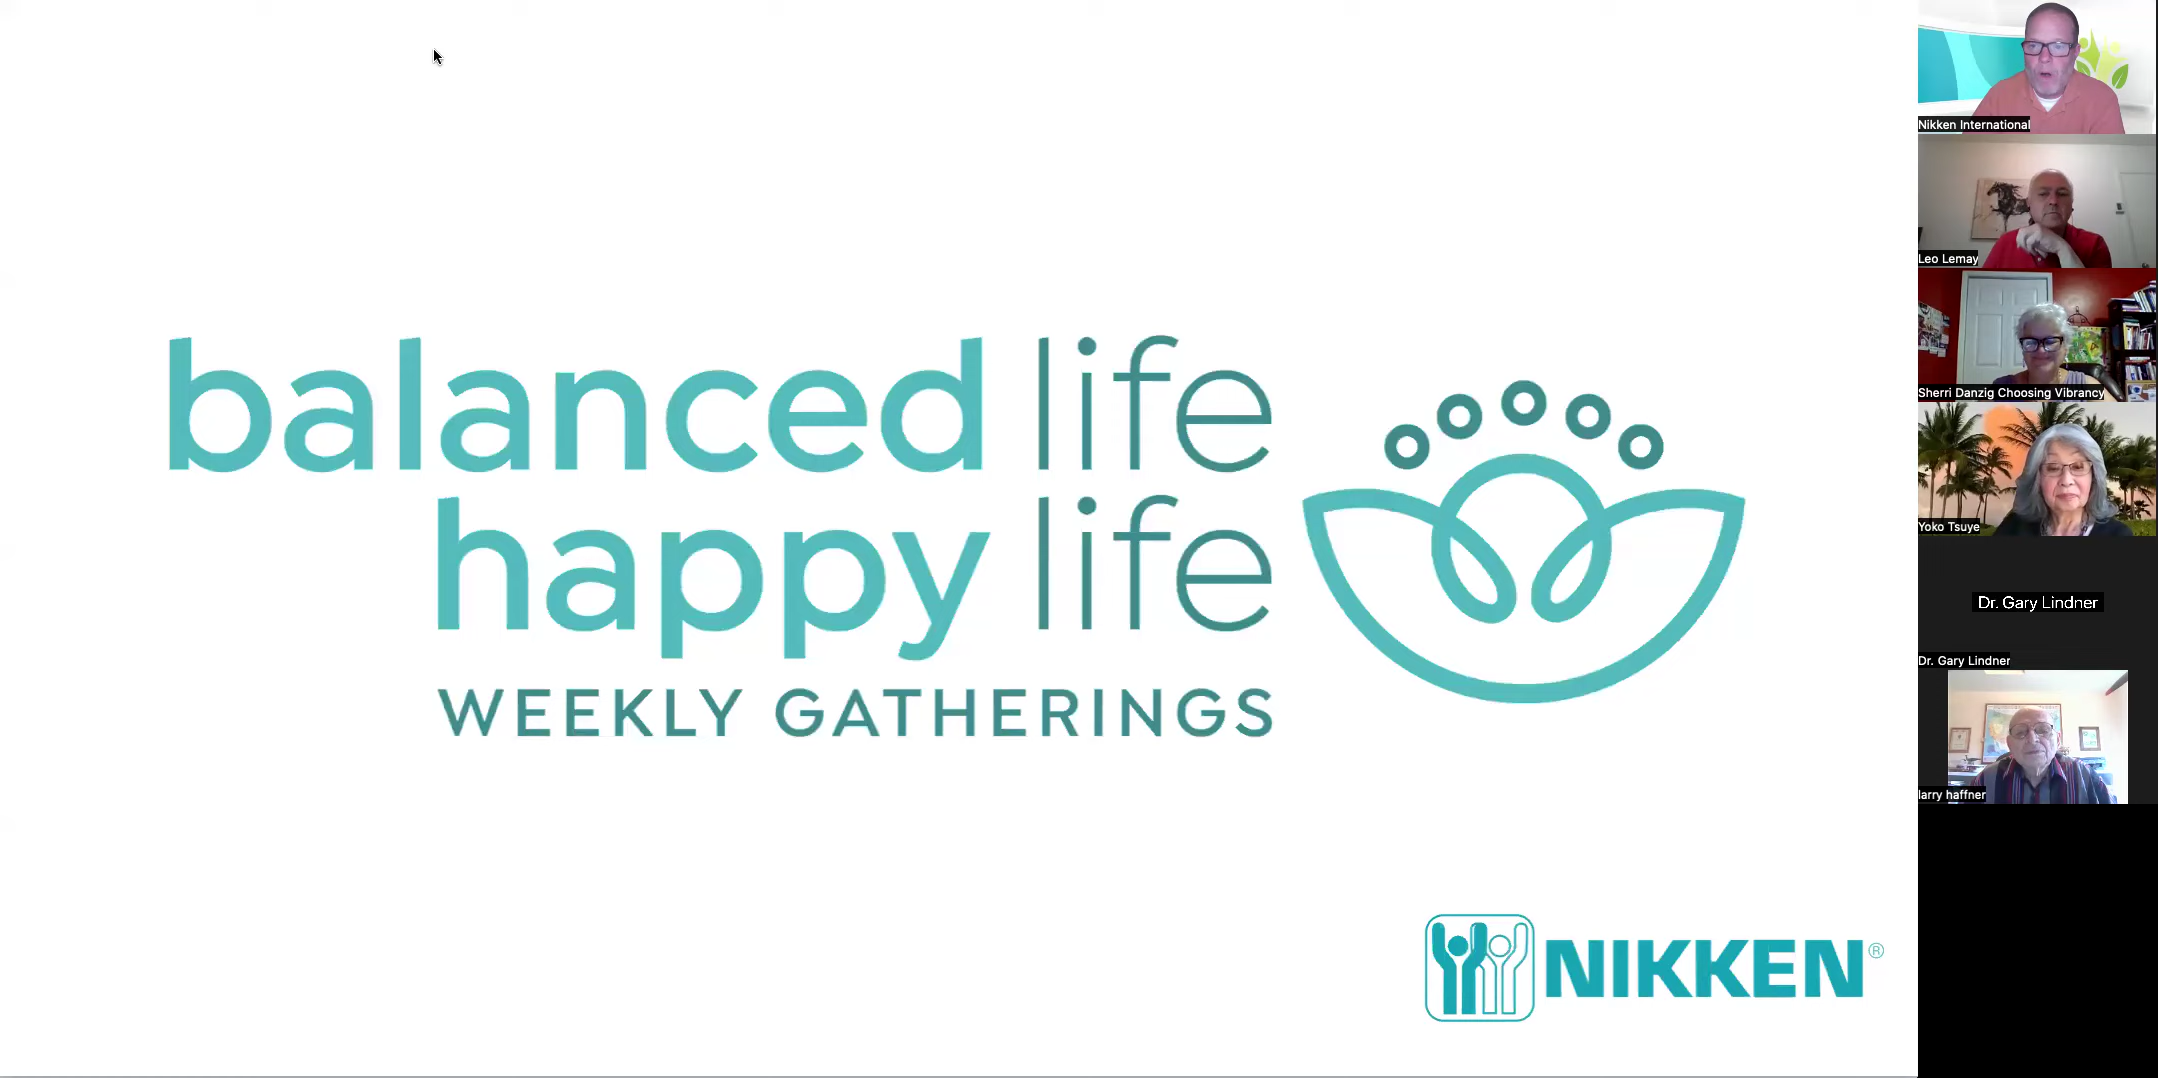 balanced life
happy life
WEEKLY GATHERINGS
NIKKEN®
Nikken International
Leo Lemay
Sherri Danzig Choosing Vibrancy
Yoko Tsuye
Dr. Gary Lindner
Dr. Gary Lindner
larry haffner